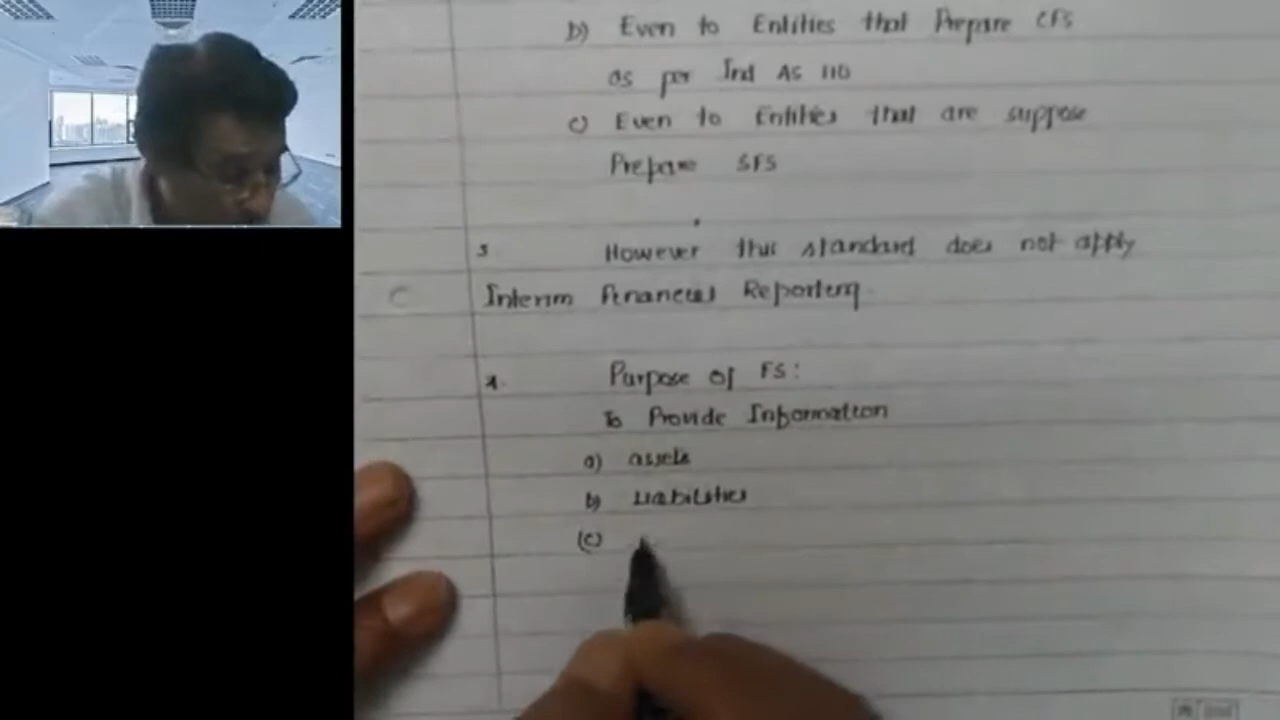 b) Even to Entities that Prepare CFS
as per Ind AS 110
c) Even to Entities that are suppose
Prepare SFS
3 However this standard does not apply
Interim Financial Reporting
4. Purpose of FS:
To Provide Information
a) assets
b) Liabilities
(c)